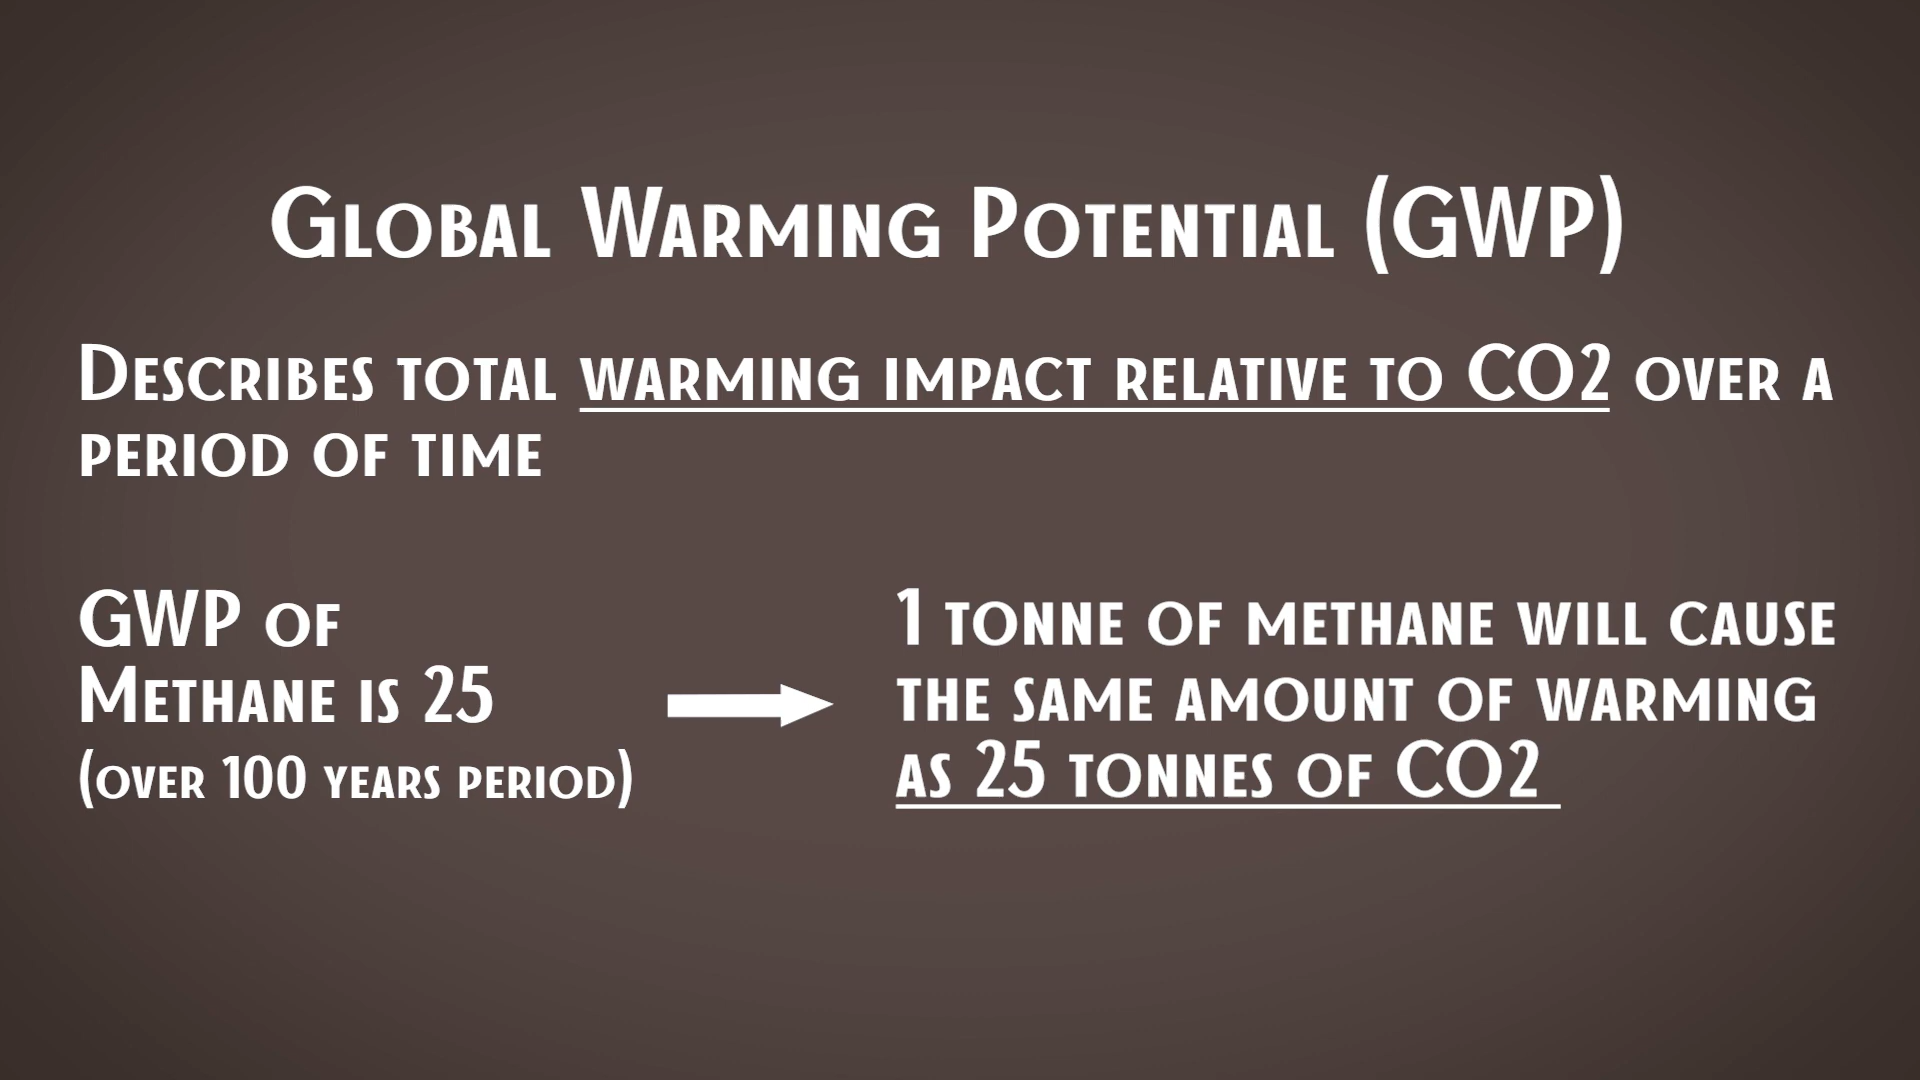 Global Warming Potential (GWP)
Describes total warming impact relative to CO2 over a
period of time
GWP of
Methane is 25
(over 100 years period)
1 tonne of methane will cause
the same amount of warming
as 25 tonnes of CO2